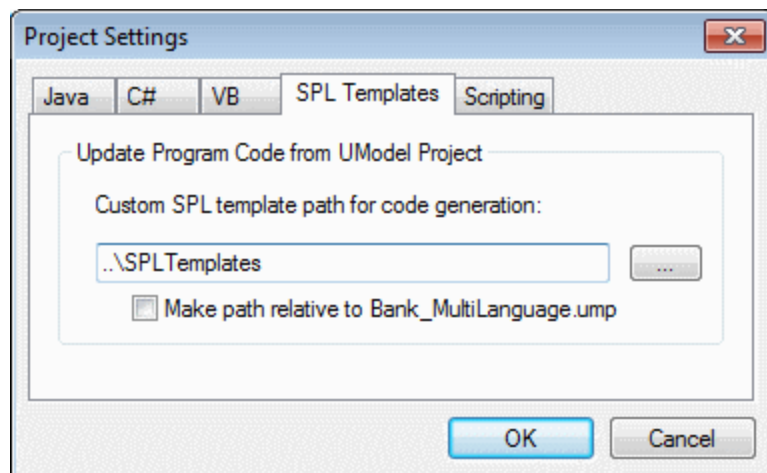 Project Settings
Java C# VB SPL Templates Scripting
Update Program Code from UModel Project
Custom SPL template path for code generation:
..\SPLTemplates ...
Make path relative to Bank_MultiLanguage.ump
OK Cancel